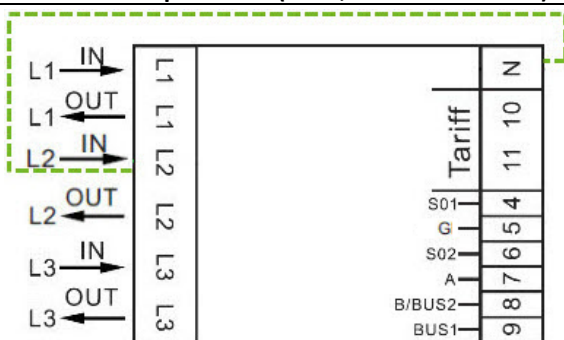 L1 IN
L1 OUT
L2 IN
L2 OUT
L3 IN
L3 OUT
L1
L1
L2
L2
L3
L3
Tariff
S01
G
S02
A
B/BUS2
BUS1
N
10
11
4
5
6
7
8
9